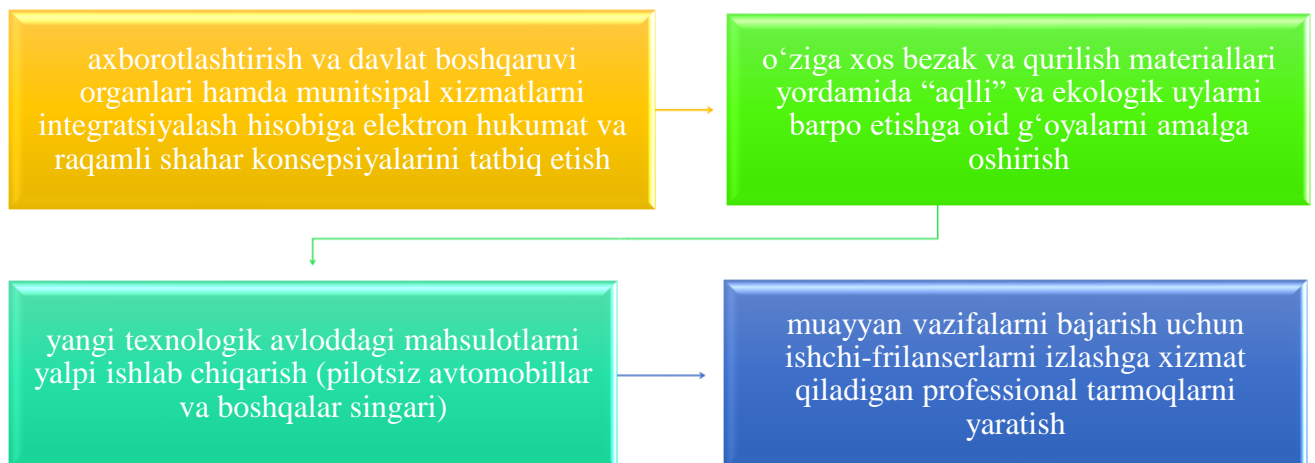 axborotlashtirish va davlat boshqaruvi
organlari hamda munitsipal xizmatlarni
integratsiyalash hisobiga elektron hukumat va
raqamli shahar konsepsiyalarini tatbiq etish
o‘ziga xos bezak va qurilish materiallari
yordamida “aqlli” va ekologik uylarni
barpo etishga oid g‘oyalarni amalga
oshirish
yangi texnologik avloddagi mahsulotlarni
yalpi ishlab chiqarish (pilotsiz avtomobillar
va boshqalar singari)
muayyan vazifalarni bajarish uchun
ishchi-frilanserlarni izlashga xizmat
qiladigan professional tarmoqlarni
yaratish